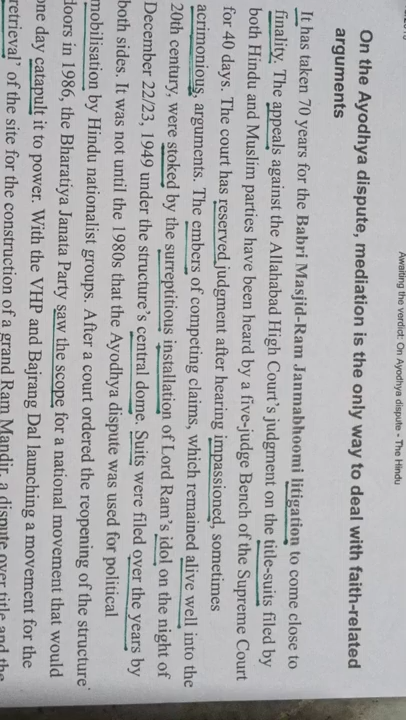 Awaiting the verdict: On Ayodhya dispute - The Hindu
On the Ayodhya dispute, mediation is the only way to deal with faith-related
arguments
It has taken 70 years for the Babri Masjid-Ram Janmabhoomi litigation to come close to
finality. The appeals against the Allahabad High Court's judgment on the title-suits filed by
both Hindu and Muslim parties have been heard by a five-judge Bench of the Supreme Court
for 40 days. The court has reserved judgment after hearing impassioned, sometimes
acrimonious, arguments. The embers of competing claims, which remained alive well into the
20th century, were stoked by the surreptitious installation of Lord Ram's idol on the night of
December 22/23, 1949 under the structure's central dome. Suits were filed over the years by
both sides. It was not until the 1980s that the Ayodhya dispute was used for political
mobilisation by Hindu nationalist groups. After a court ordered the reopening of the structure'
doors in 1986, the Bharatiya Janata Party saw the scope for a national movement that would
one day catapult it to power. With the VHP and Bajrang Dal launching a movement for the
retrieval' of the site for the construction of a grand Ram Mandir, a dispute over title and the